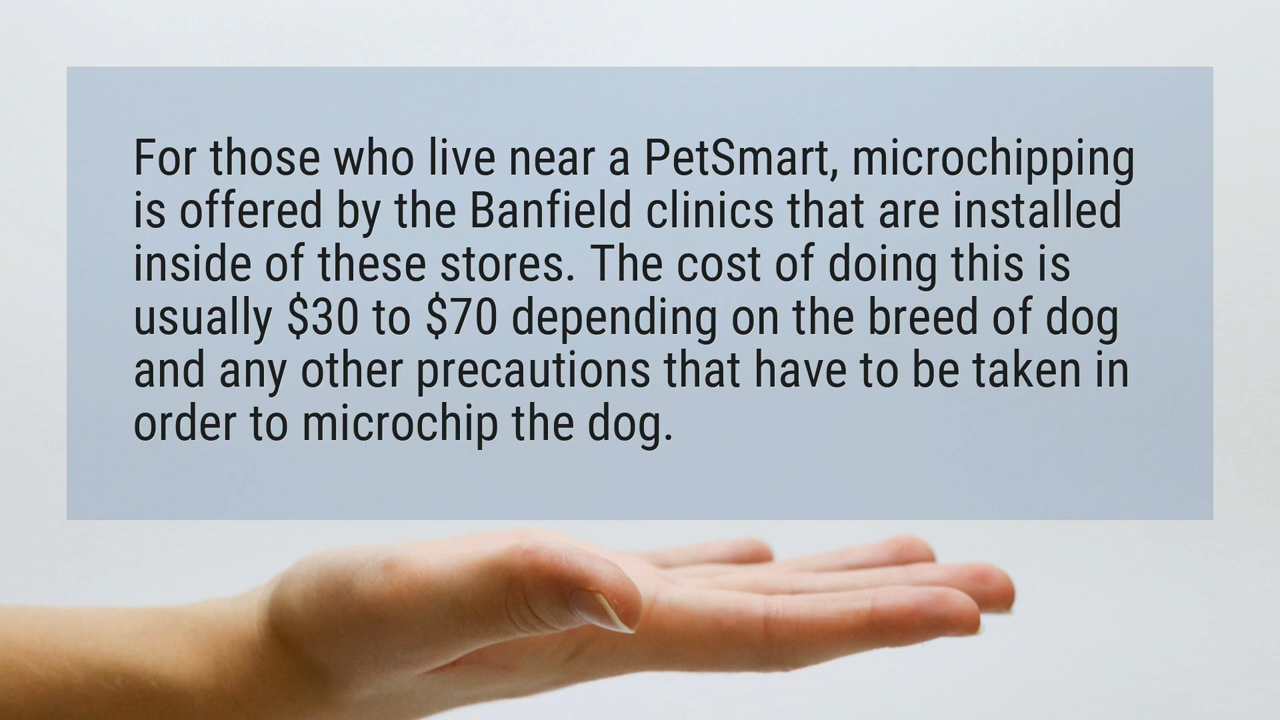 For those who live near a PetSmart, microchipping
is offered by the Banfield clinics that are installed
inside of these stores. The cost of doing this is
usually $30 to $70 depending on the breed of dog
and any other precautions that have to be taken in
order to microchip the dog.